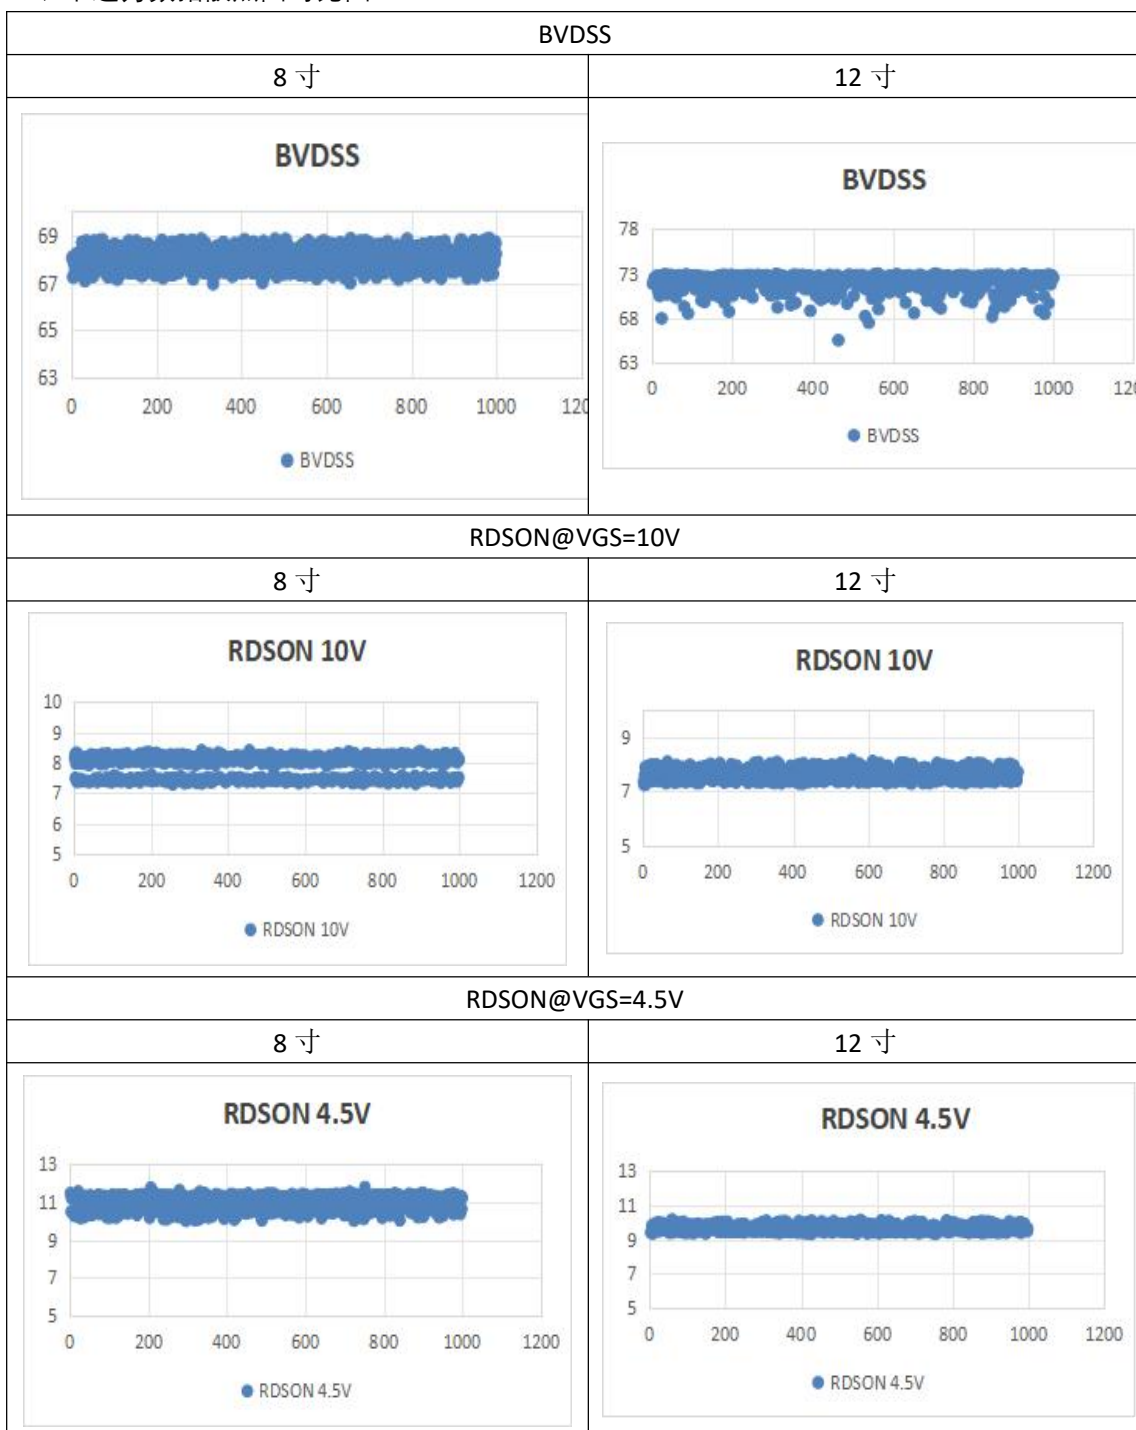 BVDSS
8 寸
12 寸
BVDSS
69
67
65
63
0 200 400 600 800 1000 120
BVDSS
BVDSS
78
73
68
63
0 200 400 600 800 1000 12
BVDSS
RDSON@VGS=10V
8 寸
12 寸
RDSON 10V
10
9
8
7
6
5
0 200 400 600 800 1000 1200
RDSON 10V
RDSON 10V
9
7
5
0 200 400 600 800 1000 1200
RDSON 10V
RDSON@VGS=4.5V
8 寸
12 寸
RDSON 4.5V
13
11
9
7
5
0 200 400 600 800 1000 1200
RDSON 4.5V
RDSON 4.5V
13
11
9
7
5
0 200 400 600 800 1000 1200
RDSON 4.5V